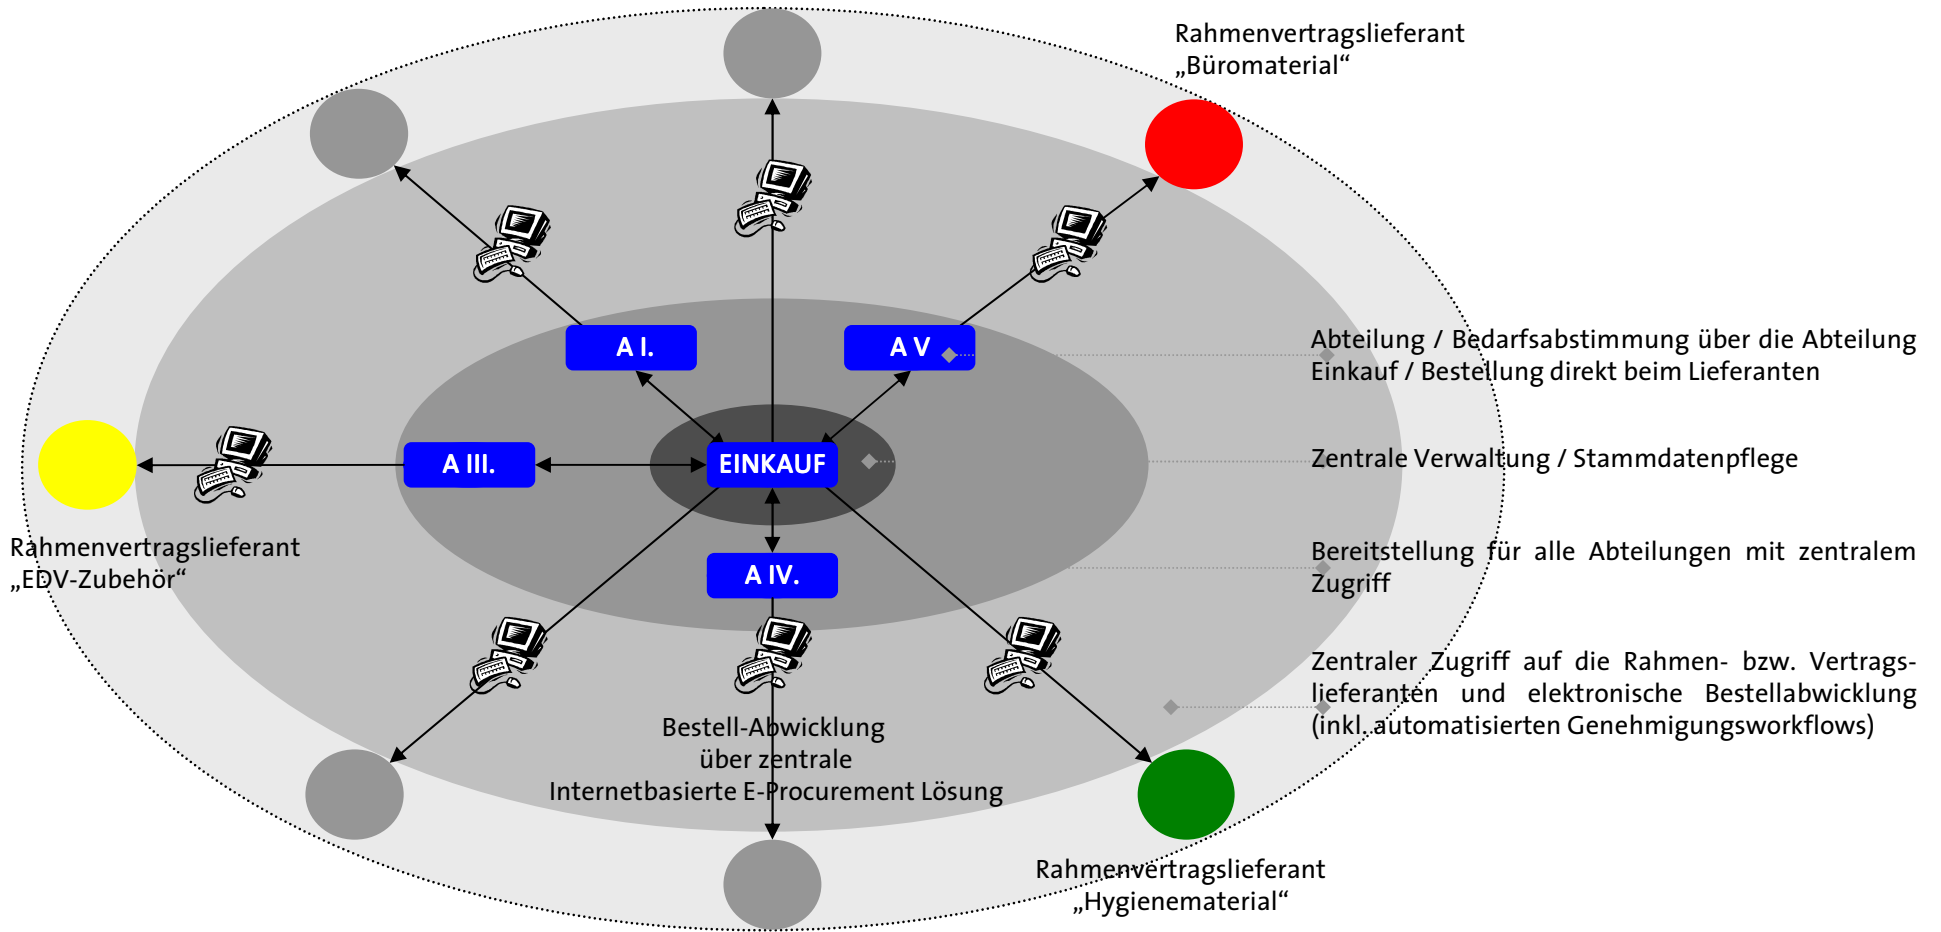 Rahmenvertragslieferant
„Büromaterial“
A I.
A V
Abteilung / Bedarfsabstimmung über die Abteilung
Einkauf / Bestellung direkt beim Lieferanten
A III.
EINKAUF
Zentrale Verwaltung / Stammdatenpflege
Rahmenvertragslieferant
„EDV-Zubehör“
A IV.
Bereitstellung für alle Abteilungen mit zentralem
Zugriff
Zentraler Zugriff auf die Rahmen- bzw. Vertrags-
lieferanten und elektronische Bestellabwicklung
(inkl. automatisierten Genehmigungsworkflows)
Bestell-Abwicklung
über zentrale
Internetbasierte E-Procurement Lösung
Rahmenvertragslieferant
„Hygienematerial“